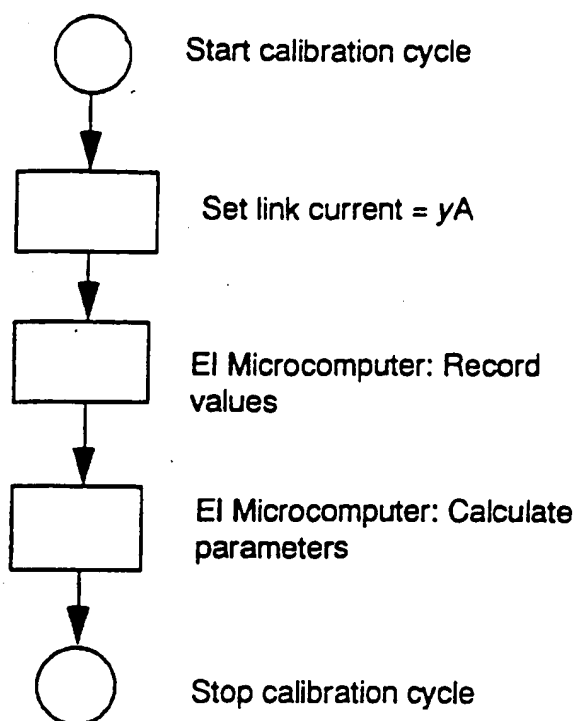 Start calibration cycle
Set link current = yA
EI Microcomputer: Record
values
EI Microcomputer: Calculate
parameters
Stop calibration cycle